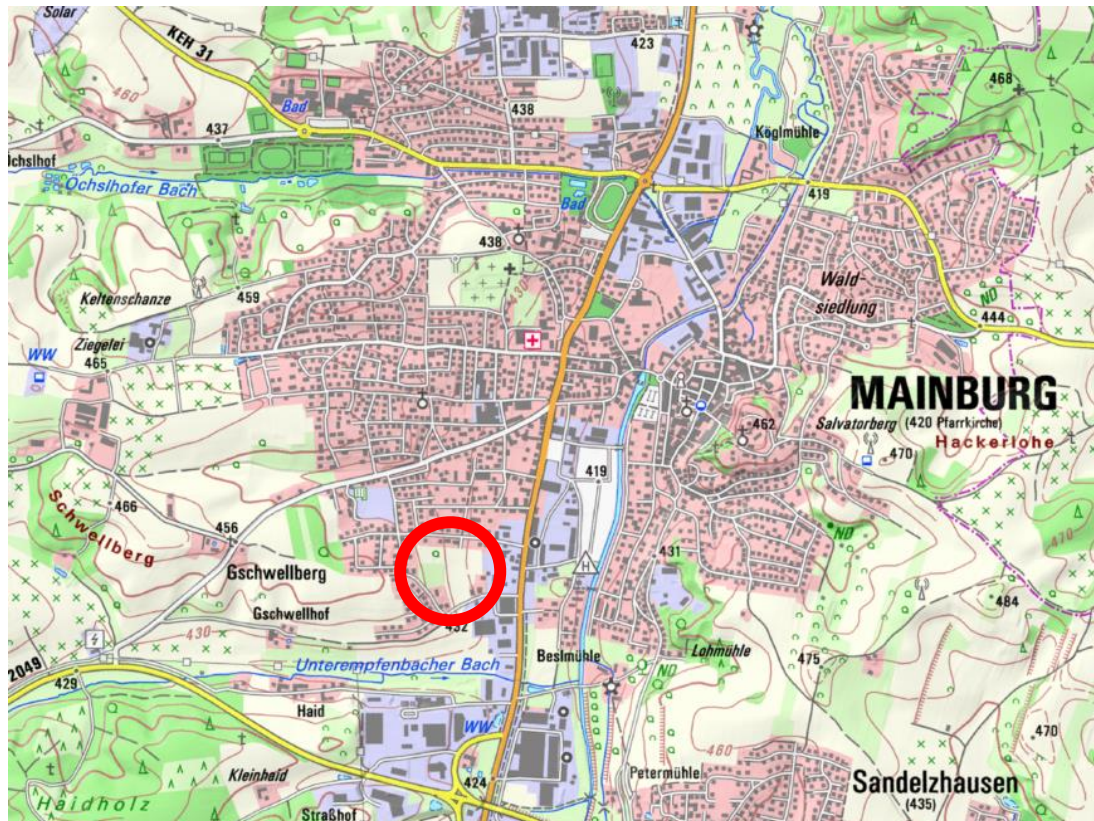 Solar
KEH 31
423
468
460
438
Bad
437
Köglmühle
Ochslhofer Bach
419
Bad
438
430
Wald-
siedlung
ND
Keltenschanze
459
444
Ziegelei
WW
465
MAINBURG
462
Salvatorberg
(420 Pfarrkirche)
Hackerlohe
470
419
466
Schwellberg
456
ND
470
431
H
Gschwellberg
484
Gschwellhof
432
430
Lohmühle
Unterempfenbacher Bach
Beslmühle
475
2049
429
ND
Haid
WW
470
460
Kleinhaid
424
Petermühle
Sandelzhausen
(435)
Haidholz
Straßhof